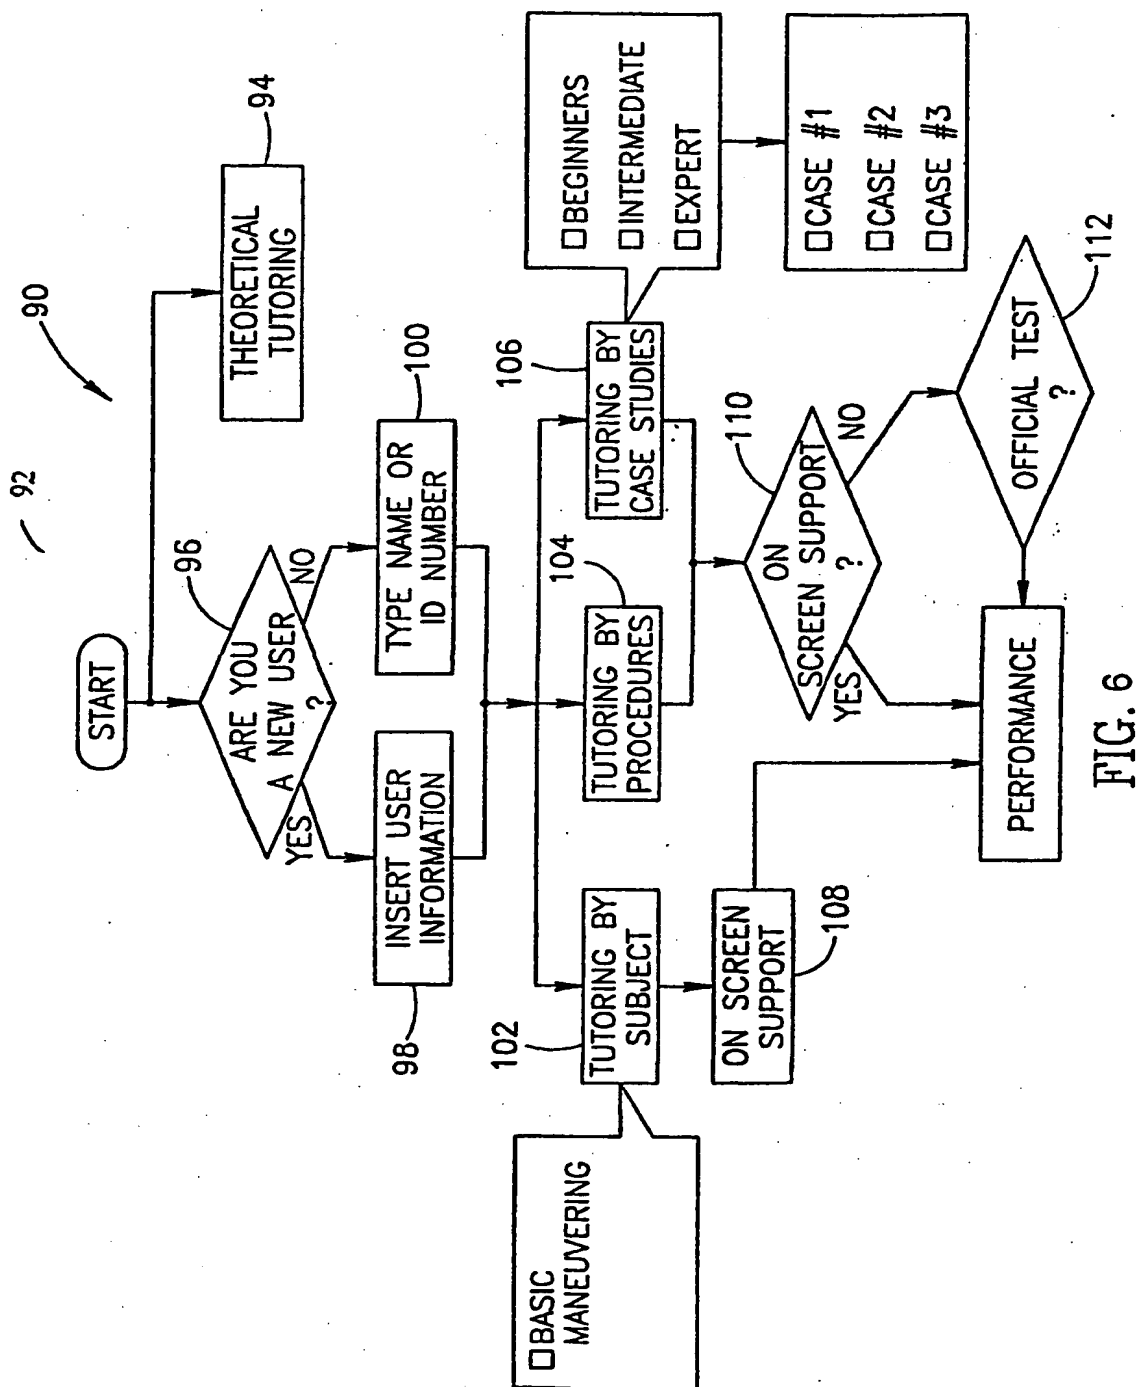 90
92
START
THEORETICAL
TUTORING
94
ARE YOU
A NEW USER
?
96
YES
NO
INSERT USER
INFORMATION
98
TYPE NAME OR
ID NUMBER
100
TUTORING BY
SUBJECT
102
BASIC
MANEUVERING
TUTORING BY
PROCEDURES
104
TUTORING BY
CASE STUDIES
106
BEGINNERS
INTERMEDIATE
EXPERT
CASE #1
CASE #2
CASE #3
ON SCREEN
SUPPORT
108
ON
SCREEN SUPPORT
?
110
YES
NO
OFFICIAL TEST
?
112
PERFORMANCE
FIG. 6